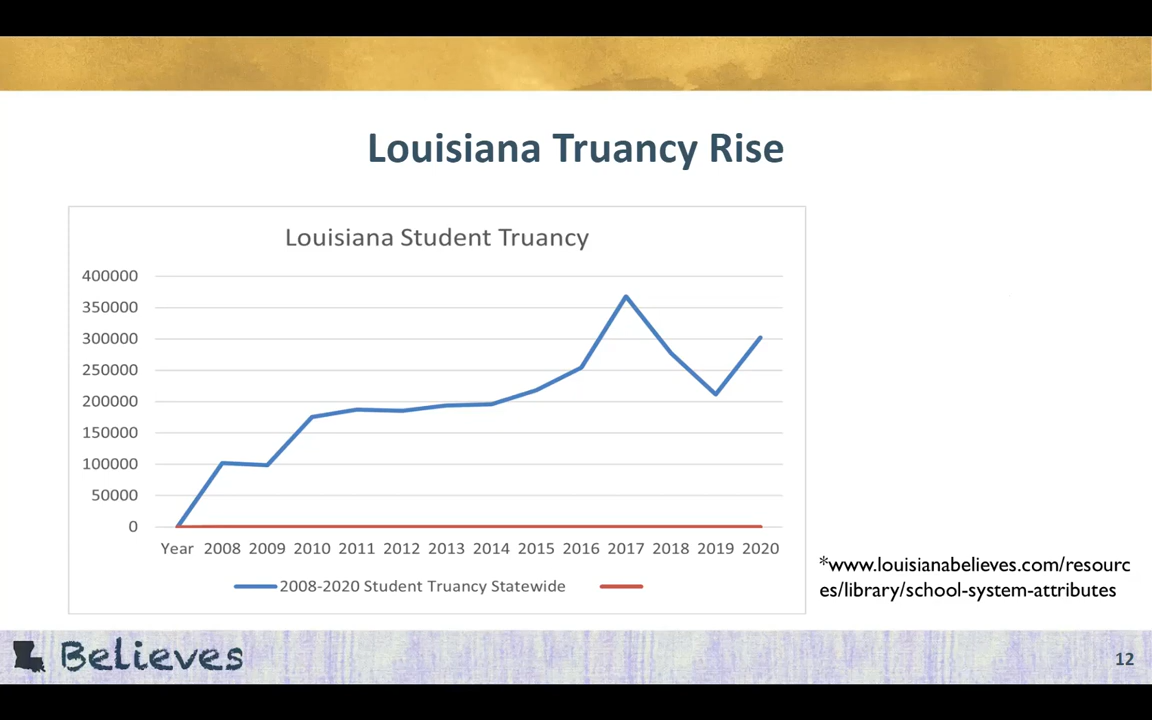 Louisiana Truancy Rise
Louisiana Student Truancy
400000
350000
300000
250000
200000
150000
100000
50000
0
Year 2008 2009 2010 2011 2012 2013 2014 2015 2016 2017 2018 2019 2020
2008-2020 Student Truancy Statewide
*www.louisianabelieves.com/resourc
es/library/school-system-attributes
Believes
12